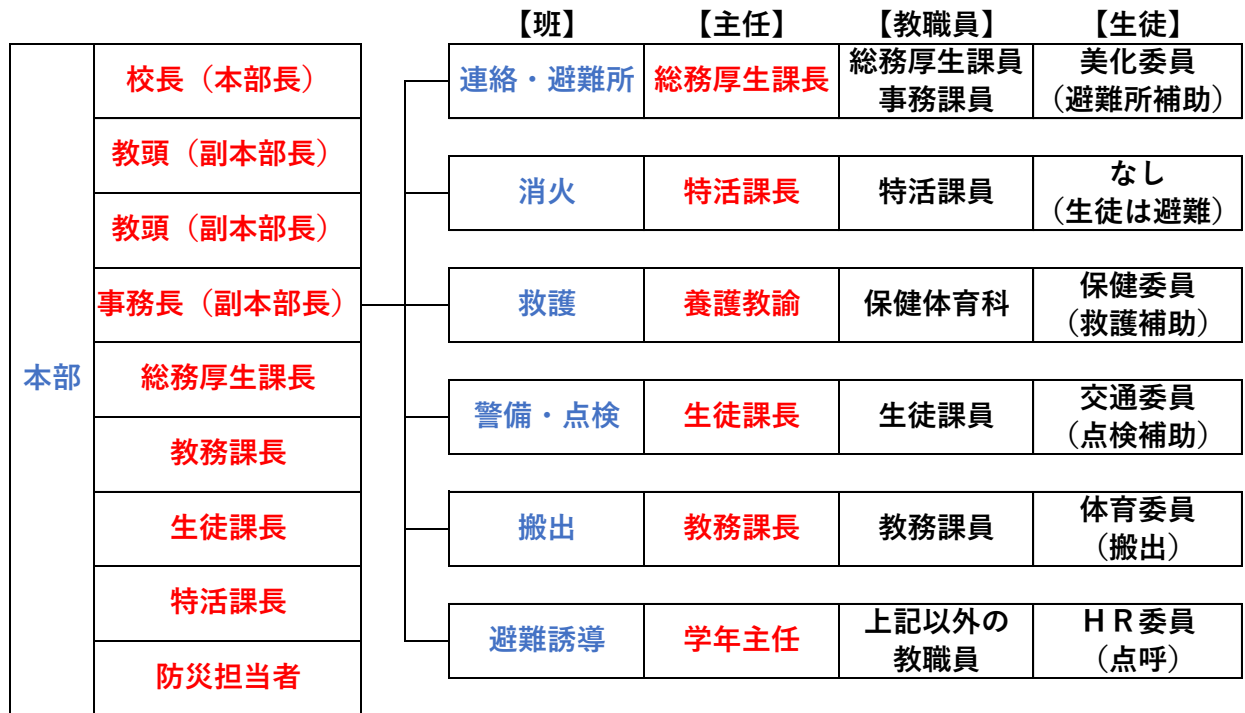 【班】 【主任】 【教職員】 【生徒】
本部
校長（本部長）
教頭（副本部長）
教頭（副本部長）
事務長（副本部長）
総務厚生課長
教務課長
生徒課長
特活課長
防災担当者
連絡・避難所
総務厚生課長
総務厚生課員
事務課員
美化委員
（避難所補助）
消火
特活課長
特活課員
なし
（生徒は避難）
救護
養護教諭
保健体育科
保健委員
（救護補助）
警備・点検
生徒課長
生徒課員
交通委員
（点検補助）
搬出
教務課長
教務課員
体育委員
（搬出）
避難誘導
学年主任
上記以外の
教職員
ＨＲ委員
（点呼）